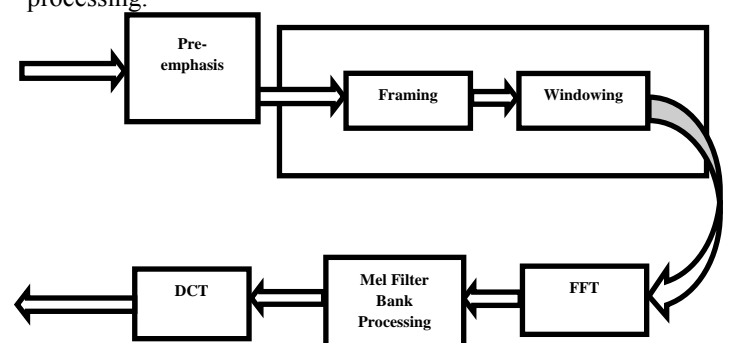 processing.
Pre-
emphasis
Framing
Windowing
DCT
Mel Filter
Bank
Processing
FFT